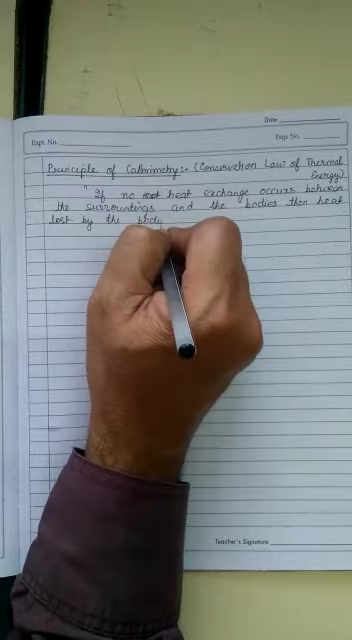 Date
Expt. No.
Page No.
Principle of Calorimetry:- (Conservation Law of Thermal
Energy)
" If no heat exchange occurs between
the surroundings and the bodies then heat
lost by the body
Teacher's Signature